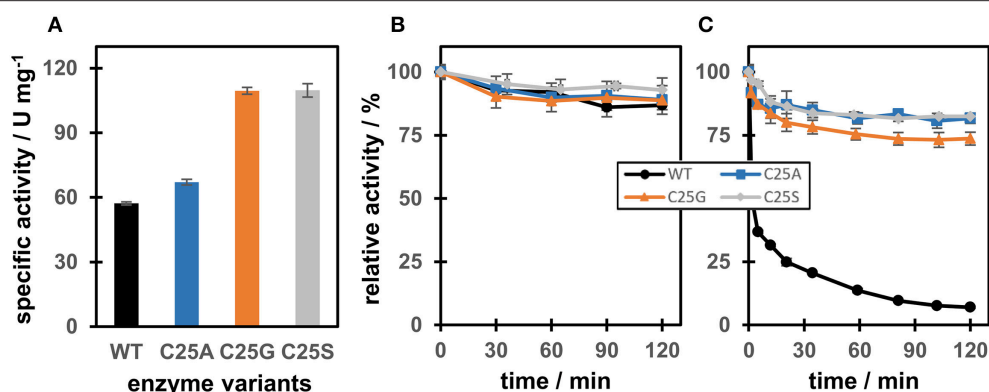 A
B
C
specific activity / U mg-1
120
90
60
30
0
WT C25A C25G C25S
enzyme variants
relative activity / %
100
75
50
25
0
0 30 60 90 120
time / min
100
75
50
25
0
0 30 60 90 120
time / min
WT C25A
C25G C25S